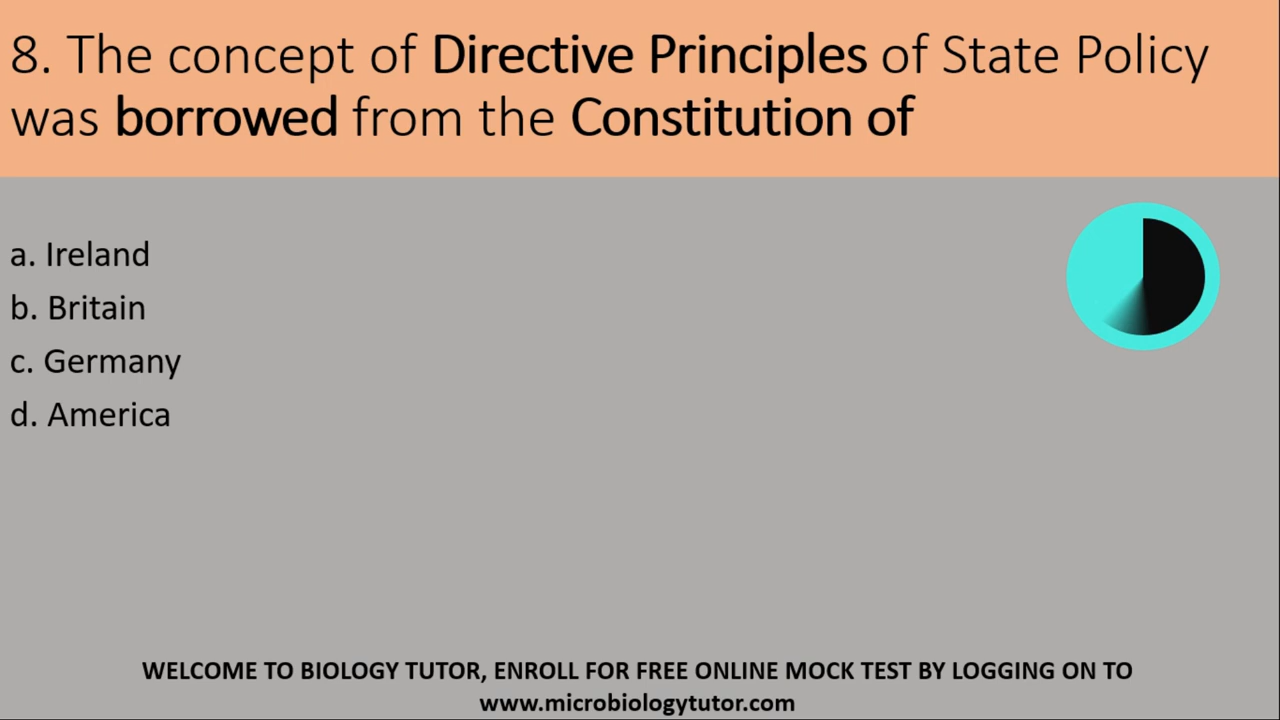 8. The concept of Directive Principles of State Policy
was borrowed from the Constitution of
a. Ireland
b. Britain
c. Germany
d. America
WELCOME TO BIOLOGY TUTOR, ENROLL FOR FREE ONLINE MOCK TEST BY LOGGING ON TO
www.microbiologytutor.com